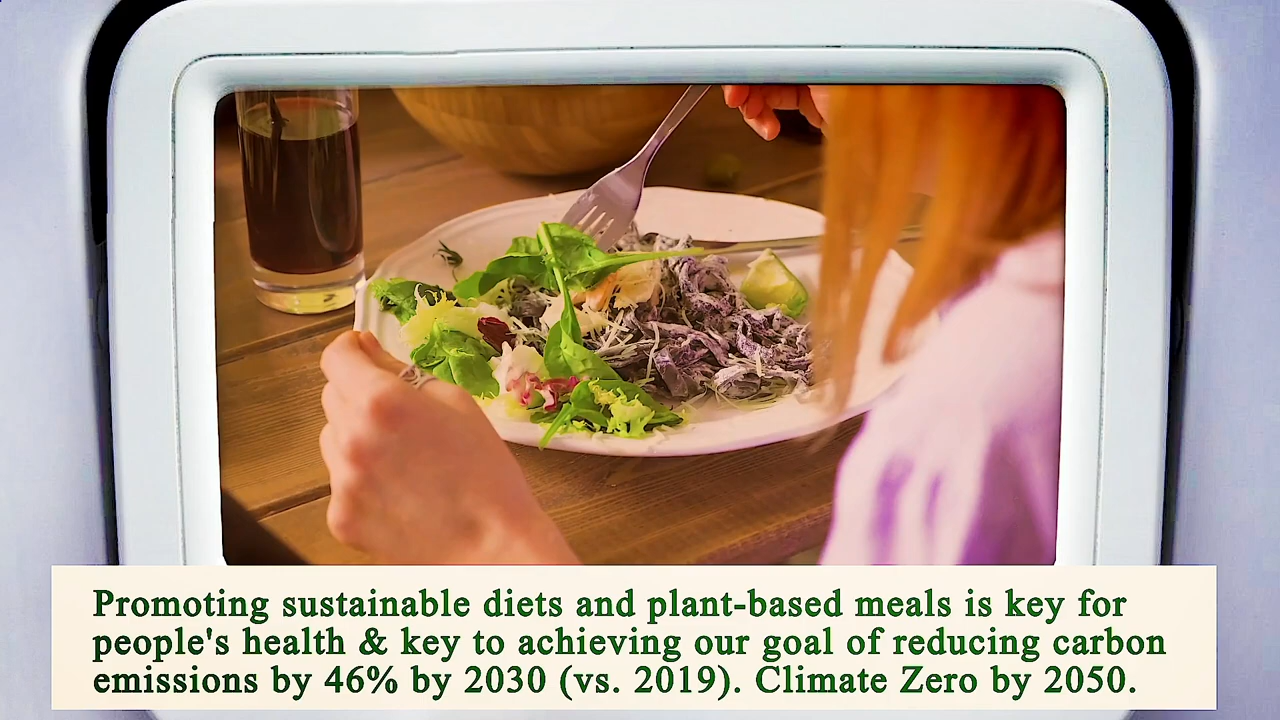 Promoting sustainable diets and plant-based meals is key for
people's health & key to achieving our goal of reducing carbon
emissions by 46% by 2030 (vs. 2019). Climate Zero by 2050.